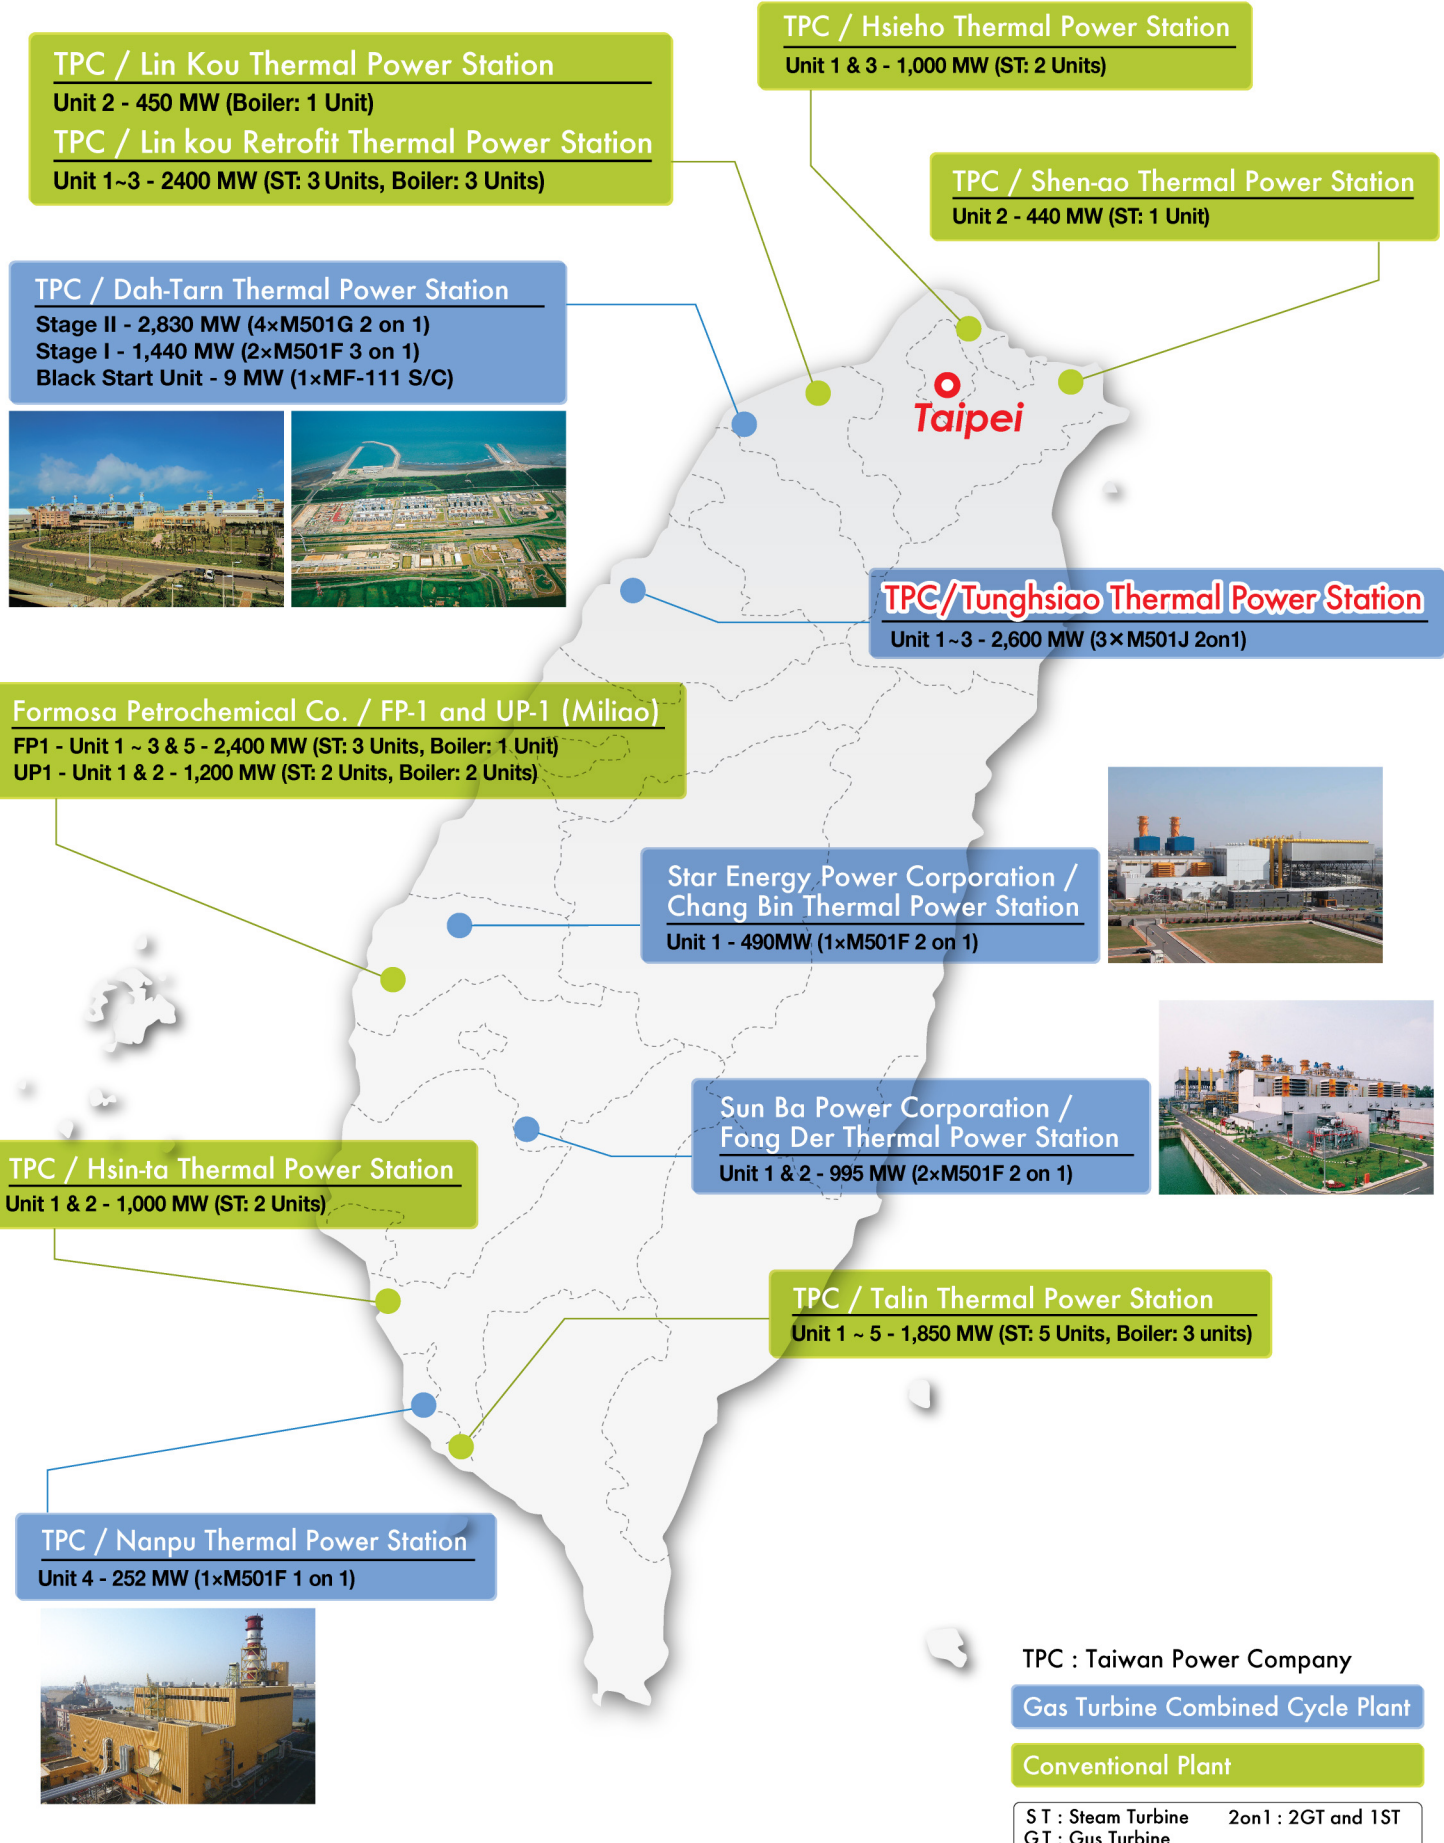 TPC / Hsieho Thermal Power Station
Unit 1 & 3 - 1,000 MW (ST: 2 Units)
TPC / Lin Kou Thermal Power Station
Unit 2 - 450 MW (Boiler: 1 Unit)
TPC / Lin kou Retrofit Thermal Power Station
Unit 1~3 - 2400 MW (ST: 3 Units, Boiler: 3 Units)
TPC / Shen-ao Thermal Power Station
Unit 2 - 440 MW (ST: 1 Unit)
TPC / Dah-Tarn Thermal Power Station
Stage II - 2,830 MW (4×M501G 2 on 1)
Stage I - 1,440 MW (2×M501F 3 on 1)
Black Start Unit - 9 MW (1×MF-111 S/C)
Taipei
TPC/Tunghsiao Thermal Power Station
Unit 1~3 - 2,600 MW (3×M501J 2on1)
Formosa Petrochemical Co. / FP-1 and UP-1 (Miliao)
FP1 - Unit 1 ~ 3 & 5 - 2,400 MW (ST: 3 Units, Boiler: 1 Unit)
UP1 - Unit 1 & 2 - 1,200 MW (ST: 2 Units, Boiler: 2 Units)
Star Energy Power Corporation /
Chang Bin Thermal Power Station
Unit 1 - 490MW (1×M501F 2 on 1)
Sun Ba Power Corporation /
Fong Der Thermal Power Station
Unit 1 & 2 - 995 MW (2×M501F 2 on 1)
TPC / Hsin-ta Thermal Power Station
Unit 1 & 2 - 1,000 MW (ST: 2 Units)
TPC / Talin Thermal Power Station
Unit 1 ~ 5 - 1,850 MW (ST: 5 Units, Boiler: 3 units)
TPC / Nanpu Thermal Power Station
Unit 4 - 252 MW (1×M501F 1 on 1)
TPC : Taiwan Power Company
Gas Turbine Combined Cycle Plant
Conventional Plant
S T : Steam Turbine 2on1 : 2GT and 1ST
G T : Gus Turbine